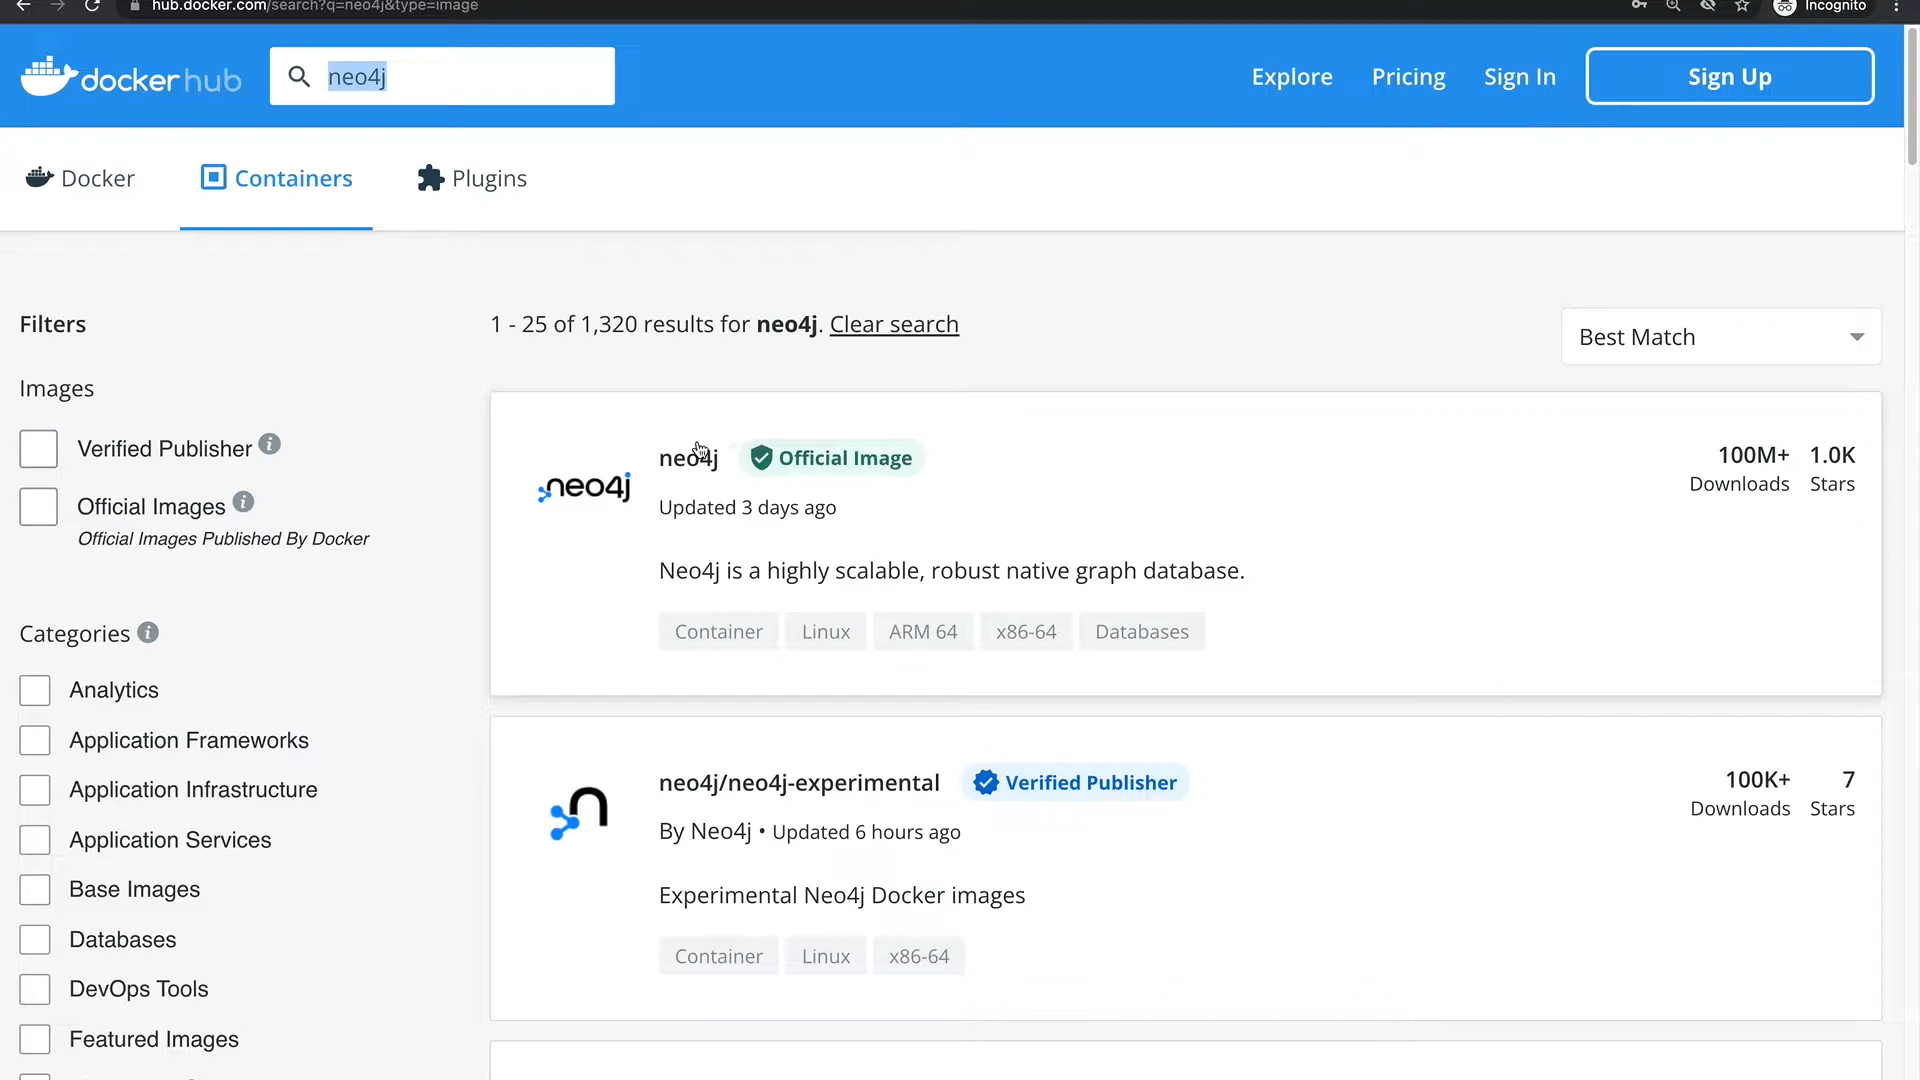 hub.docker.com/search?q=neo4j&type=image
Incognito
docker hub
neo4j
Explore
Pricing
Sign In
Sign Up
Docker
Containers
Plugins
Filters
1 - 25 of 1,320 results for neo4j. Clear search
Best Match
Images
Verified Publisher
Official Images
Official Images Published By Docker
Categories
Analytics
Application Frameworks
Application Infrastructure
Application Services
Base Images
Databases
DevOps Tools
Featured Images
neo4j
neo4j
Official Image
Updated 3 days ago
100M+
Downloads
1.0K
Stars
Neo4j is a highly scalable, robust native graph database.
Container
Linux
ARM 64
x86-64
Databases
n
neo4j/neo4j-experimental
Verified Publisher
By Neo4j • Updated 6 hours ago
100K+
Downloads
7
Stars
Experimental Neo4j Docker images
Container
Linux
x86-64